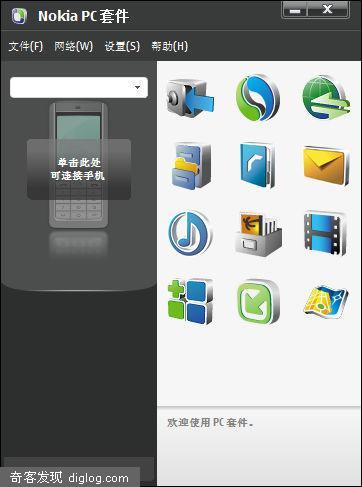 Nokia PC 套件
文件(F) 网络(W) 设置(S) 帮助(H)
单击此处
可连接手机
欢迎使用 PC 套件。
奇客发现 diglog.com